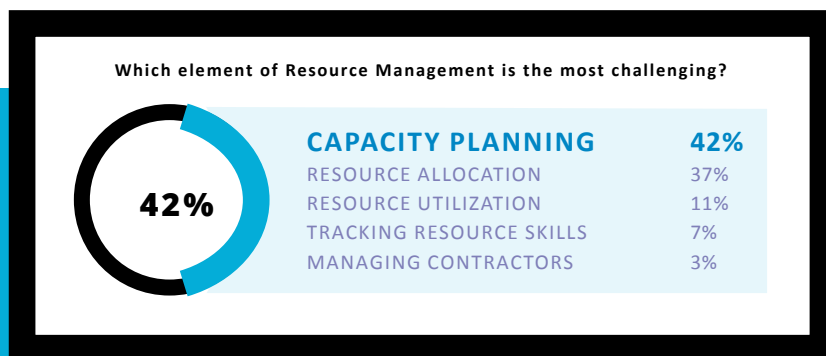 Which element of Resource Management is the most challenging?
42%
CAPACITY PLANNING 42%
RESOURCE ALLOCATION 37%
RESOURCE UTILIZATION 11%
TRACKING RESOURCE SKILLS 7%
MANAGING CONTRACTORS 3%